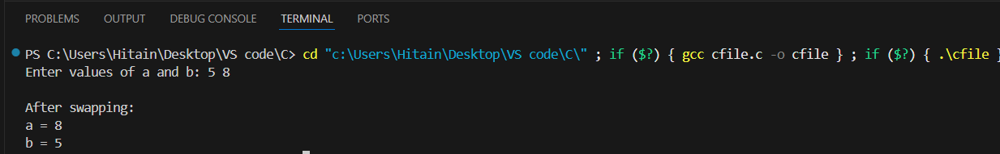 PROBLEMS OUTPUT DEBUG CONSOLE TERMINAL PORTS
PS C:\Users\Hitain\Desktop\VS code\C> cd "c:\Users\Hitain\Desktop\VS code\C\" ; if ($?) { gcc cfile.c -o cfile } ; if ($?) { .\cfile }
Enter values of a and b: 5 8
After swapping:
a = 8
b = 5